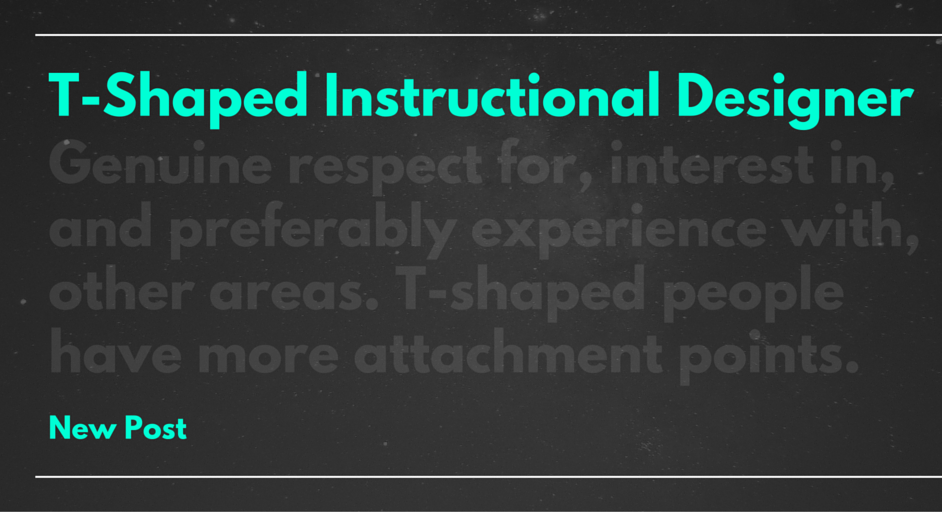 T-Shaped Instructional Designer
Genuine respect for, interest in,
and preferably experience with,
other areas. T-shaped people
have more attachment points.
New Post